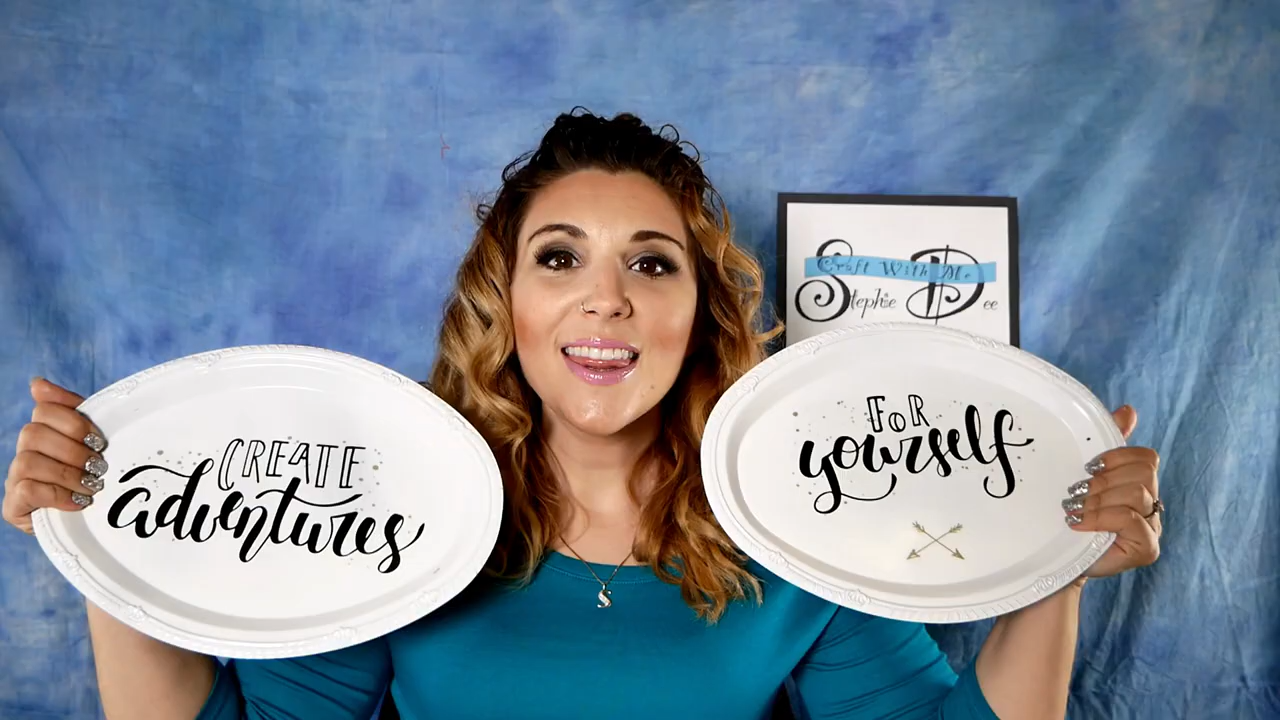 CREATE
adventures
FOR
yourself
Craft With Me
Stephie Dee
S